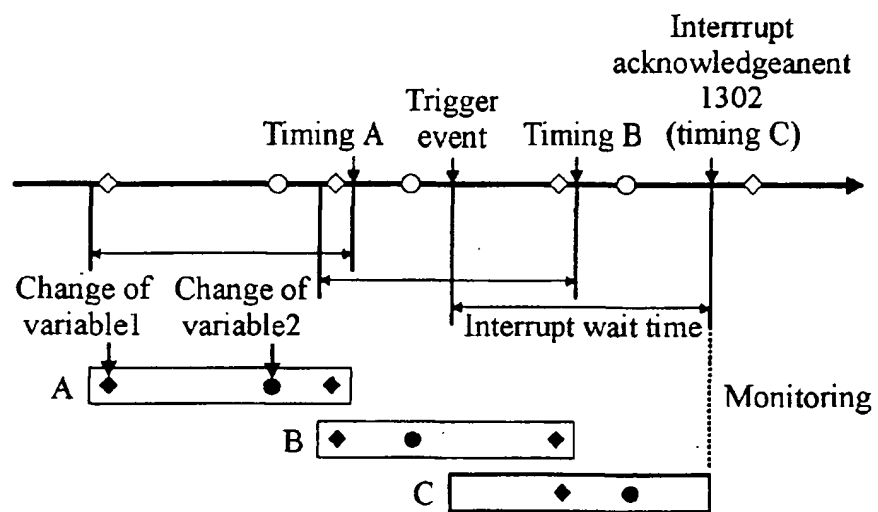 Interrrupt
acknowledgeanent
1302
(timing C)
Trigger
event
Timing A
Timing B
Change of
variable1
Change of
variable2
Interrupt wait time
A
Monitoring
B
C